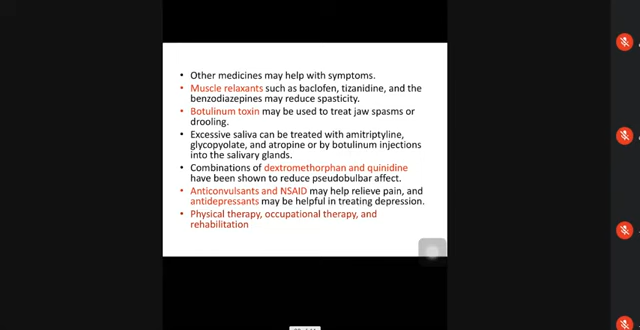 • Other medicines may help with symptoms.
• Muscle relaxants such as baclofen, tizanidine, and the
benzodiazepines may reduce spasticity.
• Botulinum toxin may be used to treat jaw spasms or
drooling.
• Excessive saliva can be treated with amitriptyline,
glycopyolate, and atropine or by botulinum injections
into the salivary glands.
• Combinations of dextromethorphan and quinidine
have been shown to reduce pseudobulbar affect.
• Anticonvulsants and NSAID may help relieve pain, and
antidepressants may be helpful in treating depression.
• Physical therapy, occupational therapy, and
rehabilitation